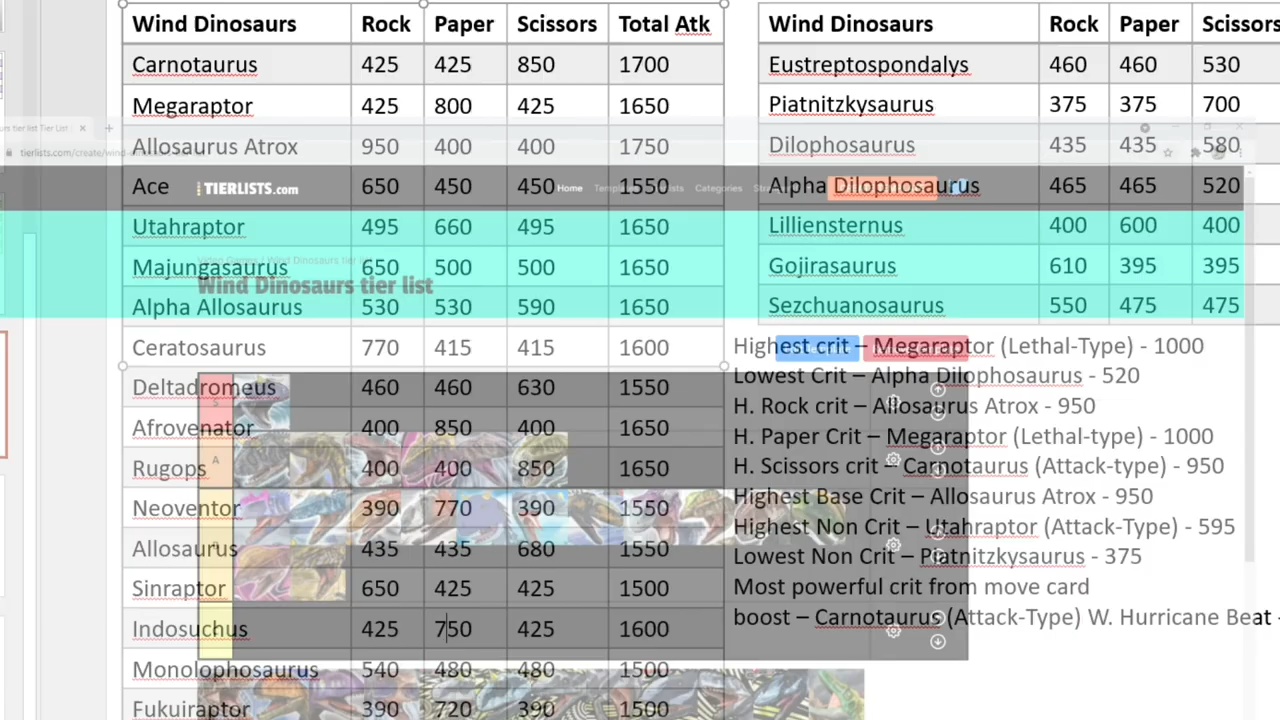 Wind Dinosaurs Rock Paper Scissors Total Atk
Carnotaurus 425 425 850 1700
Megaraptor 425 800 425 1650
Allosaurus Atrox 950 400 400 1750
Ace 650 450 450 1550
Utahraptor 495 660 495 1650
Majungasaurus 650 500 500 1650
Alpha Allosaurus 530 530 590 1650
Ceratosaurus 770 415 415 1600
Deltadromeus 460 460 630 1550
Afrovenator 400 850 400 1650
Rugops 400 400 850 1650
Neoventor 390 770 390 1550
Allosaurus 435 435 680 1550
Sinraptor 650 425 425 1500
Indosuchus 425 750 425 1600
Monolophosaurus 540 480 480 1500
Fukuiraptor 390 720 390 1500
Wind Dinosaurs Rock Paper Scissors
Eustreptospondalys 460 460 530
Piatnitzkysaurus 375 375 700
Dilophosaurus 435 435 580
Alpha Dilophosaurus 465 465 520
Lilliensternus 400 600 400
Gojirasaurus 610 395 395
Sezchuanosaurus 550 475 475
Highest crit – Megaraptor (Lethal-Type) - 1000
Lowest Crit – Alpha Dilophosaurus - 520
H. Rock crit – Allosaurus Atrox - 950
H. Paper Crit – Megaraptor (Lethal-type) - 1000
H. Scissors crit – Carnotaurus (Attack-type) - 950
Highest Base Crit – Allosaurus Atrox - 950
Highest Non Crit – Utahraptor (Attack-Type) - 595
Lowest Non Crit – Piatnitzkysaurus - 375
Most powerful crit from move card
boost – Carnotaurus (Attack-Type) W. Hurricane Beat -
TIERLISTS.com
Home
Categories
Video Games / Wind Dinosaurs tier list
Wind Dinosaurs tier list
S
A